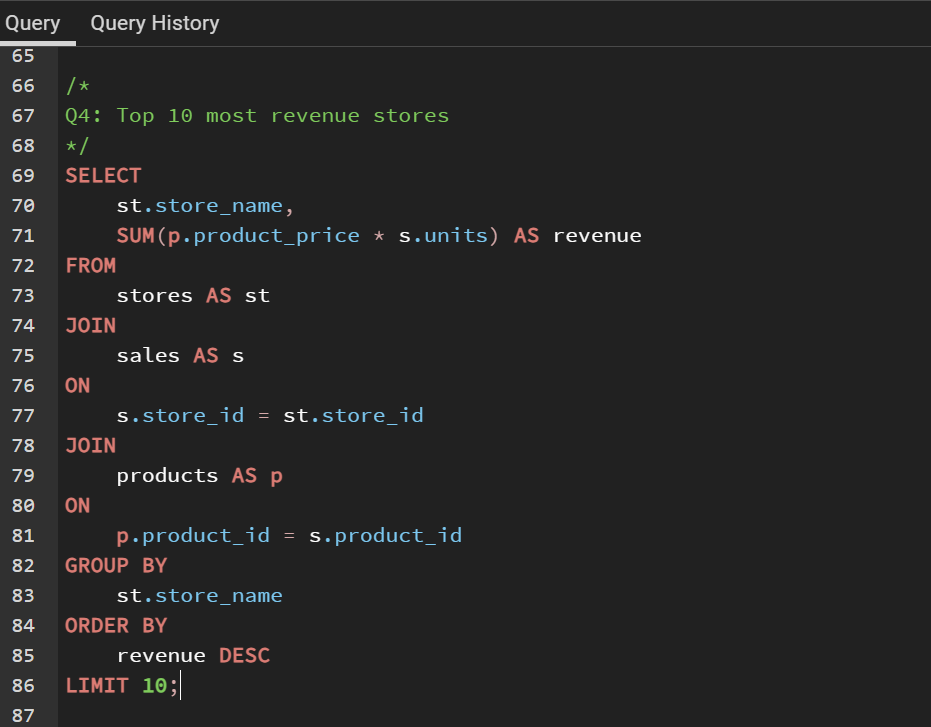 Query Query History
65
66 /*
67 Q4: Top 10 most revenue stores
68 */
69 SELECT
70     st.store_name,
71     SUM(p.product_price * s.units) AS revenue
72 FROM
73     stores AS st
74 JOIN
75     sales AS s
76 ON
77     s.store_id = st.store_id
78 JOIN
79     products AS p
80 ON
81     p.product_id = s.product_id
82 GROUP BY
83     st.store_name
84 ORDER BY
85     revenue DESC
86 LIMIT 10;
87